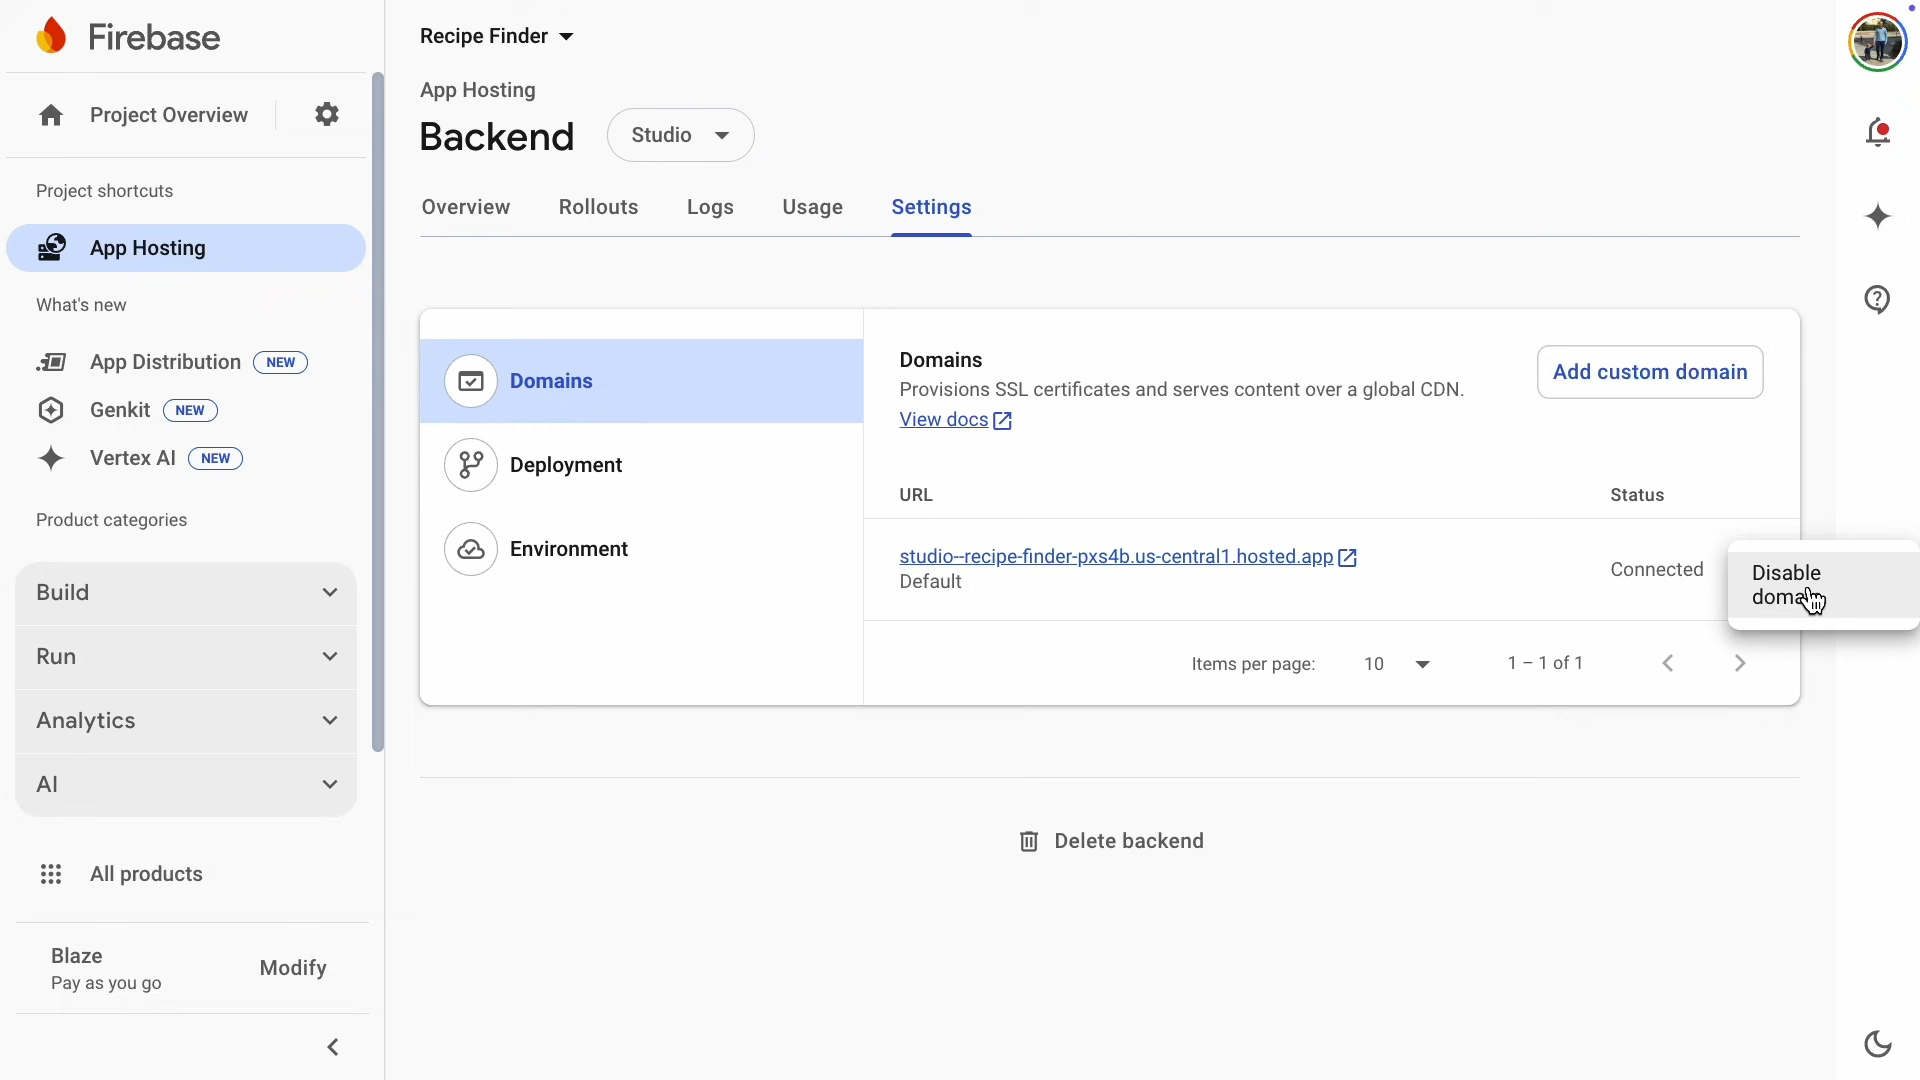 Firebase
Project Overview
Project shortcuts
App Hosting
What's new
App Distribution NEW
Genkit NEW
Vertex AI NEW
Product categories
Build
Run
Analytics
AI
All products
Blaze
Pay as you go
Modify
Recipe Finder
App Hosting
Backend
Studio
Overview Rollouts Logs Usage Settings
Domains
Deployment
Environment
Domains
Provisions SSL certificates and serves content over a global CDN.
View docs
Add custom domain
URL Status
studio--recipe-finder-pxs4b.us-central1.hosted.app
Default
Connected
Disable
domain
Items per page: 10 1 – 1 of 1
Delete backend